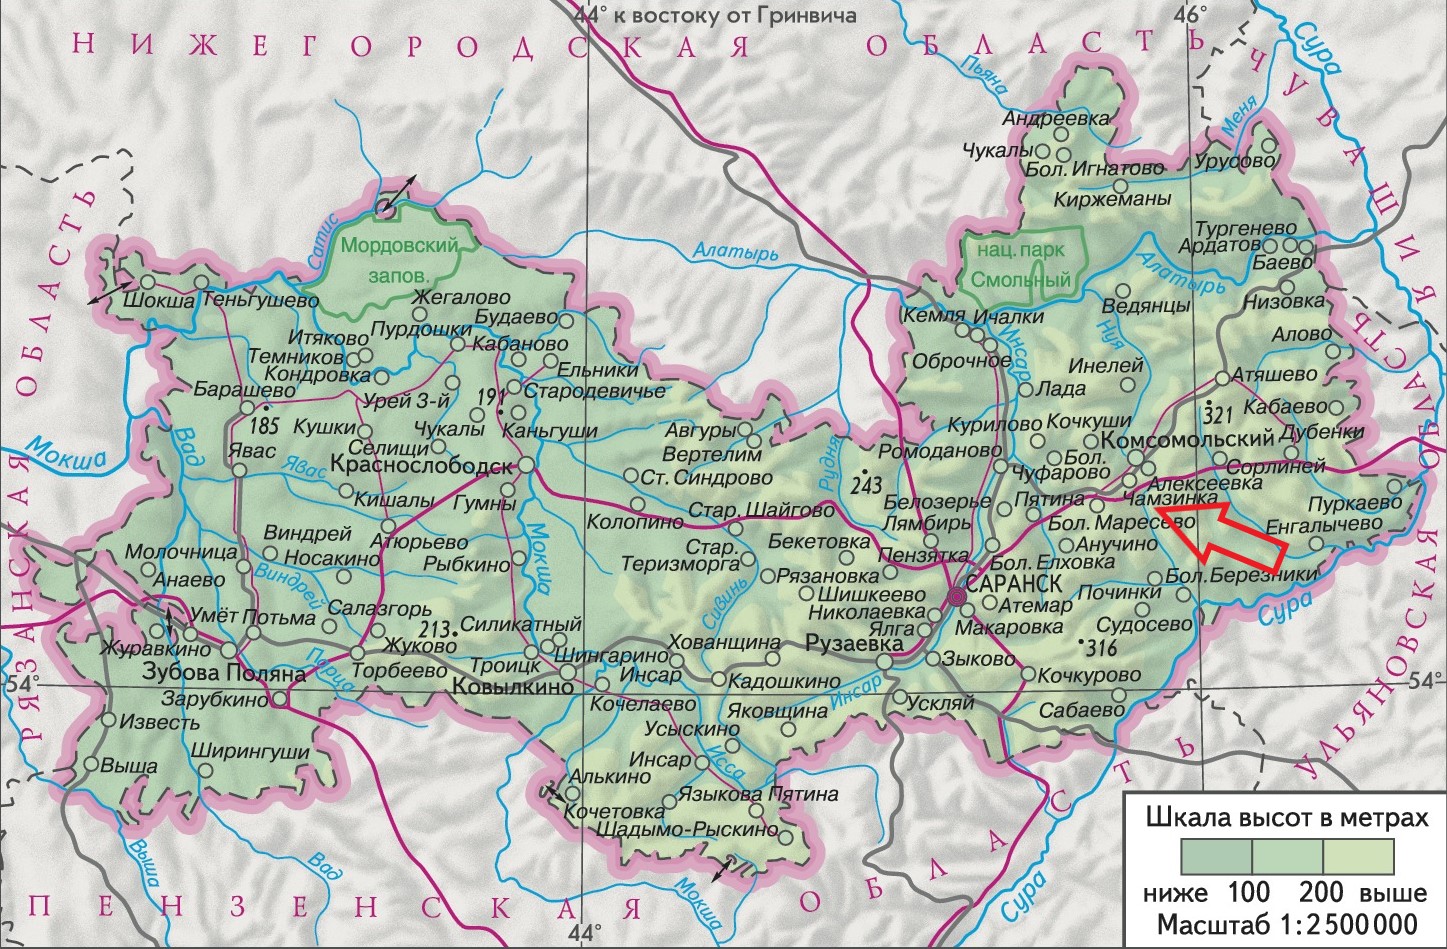 44° к востоку от Гринвича
46°
НИЖЕГОРОДСКАЯ ОБЛАСТЬ
ЧУВАШИЯ
Сура
Пьяна
Меня
Андреевка
Чукалы
Бол. Игнатово
Урусово
Киржеманы
РЯЗАНСКАЯ ОБЛАСТЬ
Сатис
Мордовский
запов.
Алатырь
нац. парк
Смольный
Тургенево
Ардатов
Баево
Алатырь
Шокша
Теньгушево
Жегалово
Пурдошки
Будаево
Ведянцы
Низовка
Кемля
Ичалки
Инсар
Нуя
Алово
Итяково
Темников
Кондровка
Кабаново
Ельники
Стародевичье
Оброчное
Инелей
Атяшево
Барашево
185
Урей 3-й
191
Лада
321
Кабаево
Мокша
Вад
Кушки
Чукалы
Каньгуши
Авгуры
Вертелим
Рудня
Курилово
Кочкуши
Комсомольский
Дубенки
Явас
Явас
Селищи
Краснослободск
Ст. Синдрово
243
Ромоданово
Бол.
Чуфарово
Сорлиней
Алексеевка
Кишалы
Гумны
Колопино
Стар. Шайгово
Белозерье
Пятина
Чамзинка
Пуркаево
Лямбирь
Бол. Маресево
Енгалычево
Виндрей
Атюрьево
Мокша
Стар.
Теризморга
Бекетовка
Пензятка
Анучино
Молочница
Носакино
Рыбкино
Рязановка
Бол. Елховка
Бол. Березники
Анаево
Виндрей
Сивинь
Шишкеево
САРАНСК
Починки
Сура
Умёт
Потьма
Салазгорь
213
Силикатный
Николаевка
Атемар
Судосево
Ялга
Макаровка
Журавкино
Жуково
Хованщина
Рузаевка
316
Зубова Поляна
Парца
Торбеево
Троицк
Шингарино
Зыково
54°
Ковылкино
Инсар
Кадошкино
Инсар
Кочкурово
54°
Зарубкино
Кочелаево
Яковщина
Ускляй
Сабаево
Известь
Усыскино
Ширингуши
Инсар
Исса
Выша
Алькино
Языкова Пятина
Кочетовка
Шадымо-Рыскино
Выша
Вад
Мокша
Сура
44°
ПЕНЗЕНСКАЯ ОБЛАСТЬ
УЛЬЯНОВСКАЯ ОБЛАСТЬ
Шкала высот в метрах
ниже 100 200 выше
Масштаб 1:2 500 000